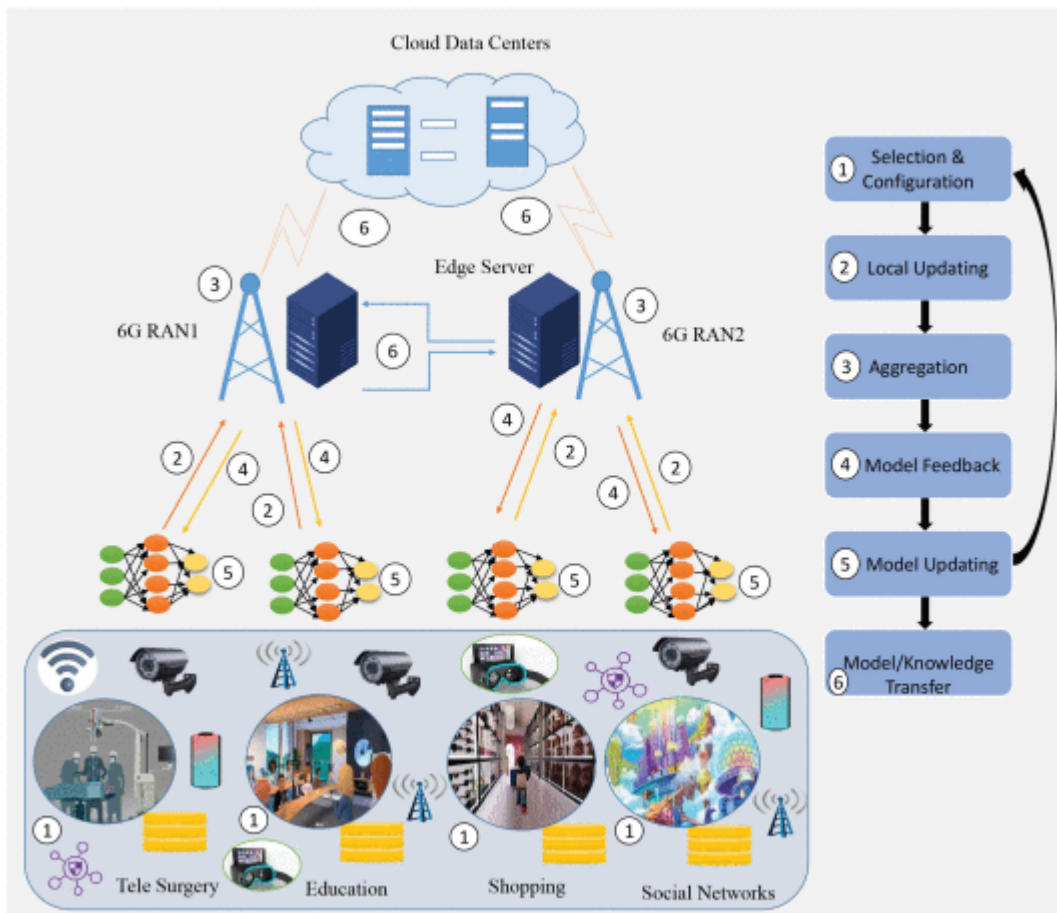 Cloud Data Centers
6
6
Edge Server
3
3
6G RAN1
6
6G RAN2
2
4
4
2
4
2
4
2
5
5
5
5
1
1
1
1
Tele Surgery
Education
Shopping
Social Networks
1
Selection &
Configuration
2
Local Updating
3
Aggregation
4
Model Feedback
5
Model Updating
6
Model/Knowledge
Transfer